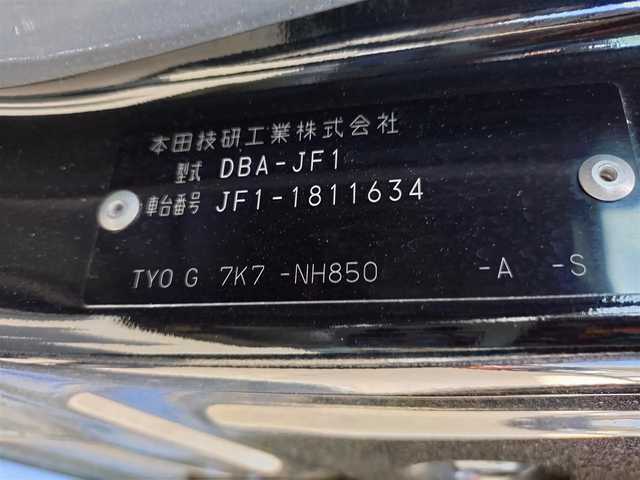 本田技研工業株式会社
型式 DBA-JF1
車台番号 JF1-1811634
TYO G 7K7 -NH850 -A -S